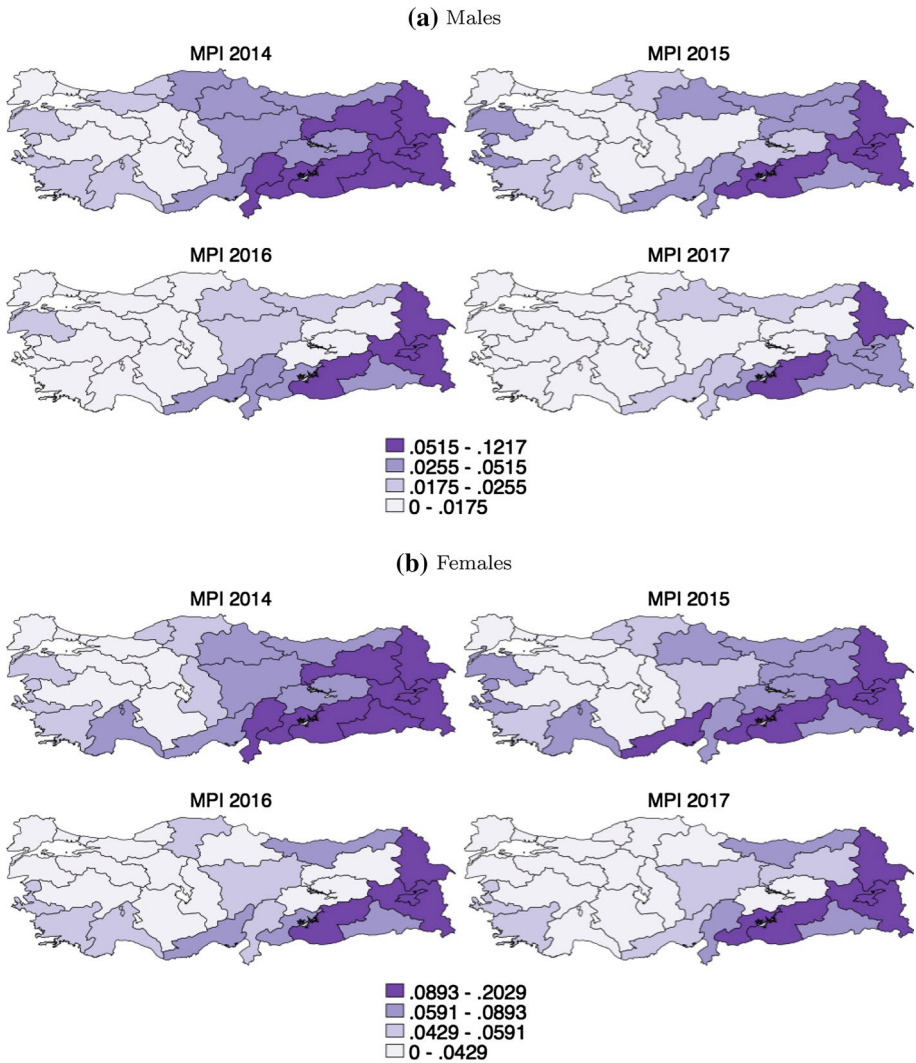 (a) Males
MPI 2014
MPI 2015
MPI 2016
MPI 2017
.0515 - .1217
.0255 - .0515
.0175 - .0255
0 - .0175
(b) Females
MPI 2014
MPI 2015
MPI 2016
MPI 2017
.0893 - .2029
.0591 - .0893
.0429 - .0591
0 - .0429